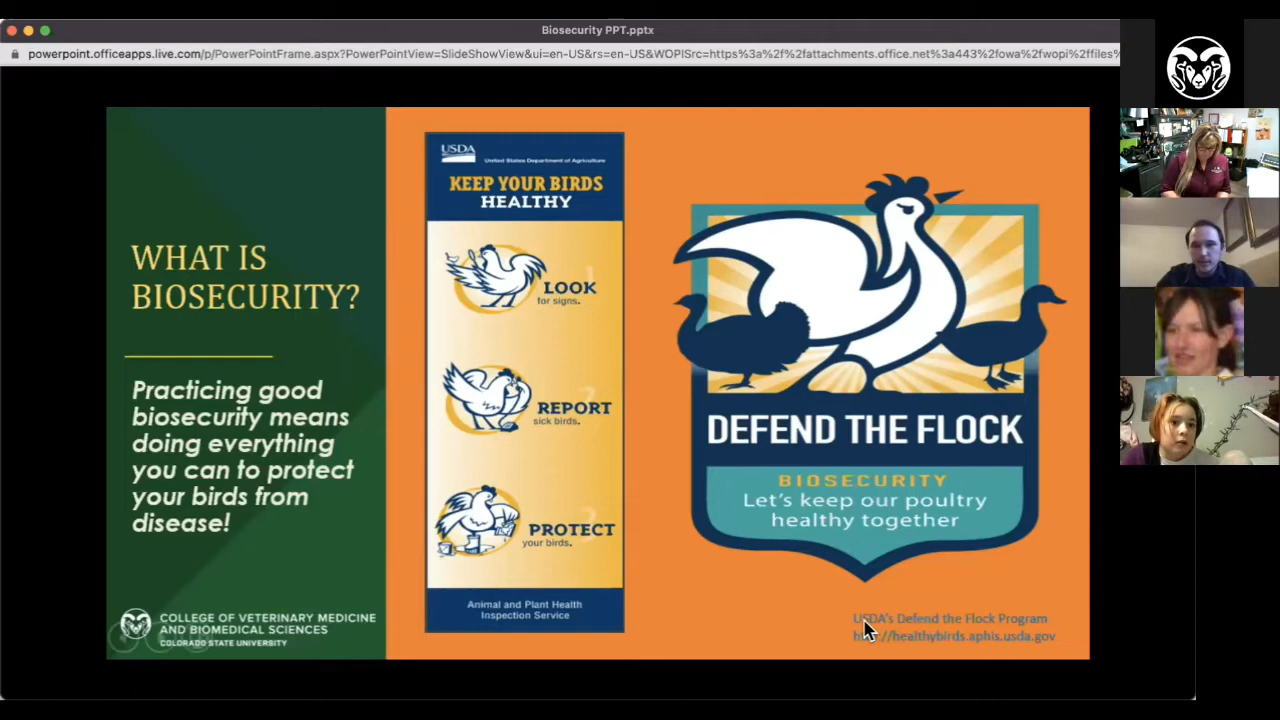 Biosecurity PPT.pptx
powerpoint.officeapps.live.com/p/PowerPointFrame.aspx?PowerPointView=SlideShowView&ui=en-US&rs=en-US&WOPISrc=https%3a%2f%2fattachments.office.net%3a443%2fowa%2fwopi%2ffiles%
WHAT IS
BIOSECURITY?
Practicing good
biosecurity means
doing everything
you can to protect
your birds from
disease!
COLLEGE OF VETERINARY MEDICINE
AND BIOMEDICAL SCIENCES
COLORADO STATE UNIVERSITY
USDA
United States Department of Agriculture
KEEP YOUR BIRDS
HEALTHY
1
LOOK
for signs.
2
REPORT
sick birds.
3
PROTECT
your birds.
Animal and Plant Health
Inspection Service
DEFEND THE FLOCK
BIOSECURITY
Let's keep our poultry
healthy together
USDA's Defend the Flock Program
http://healthybirds.aphis.usda.gov